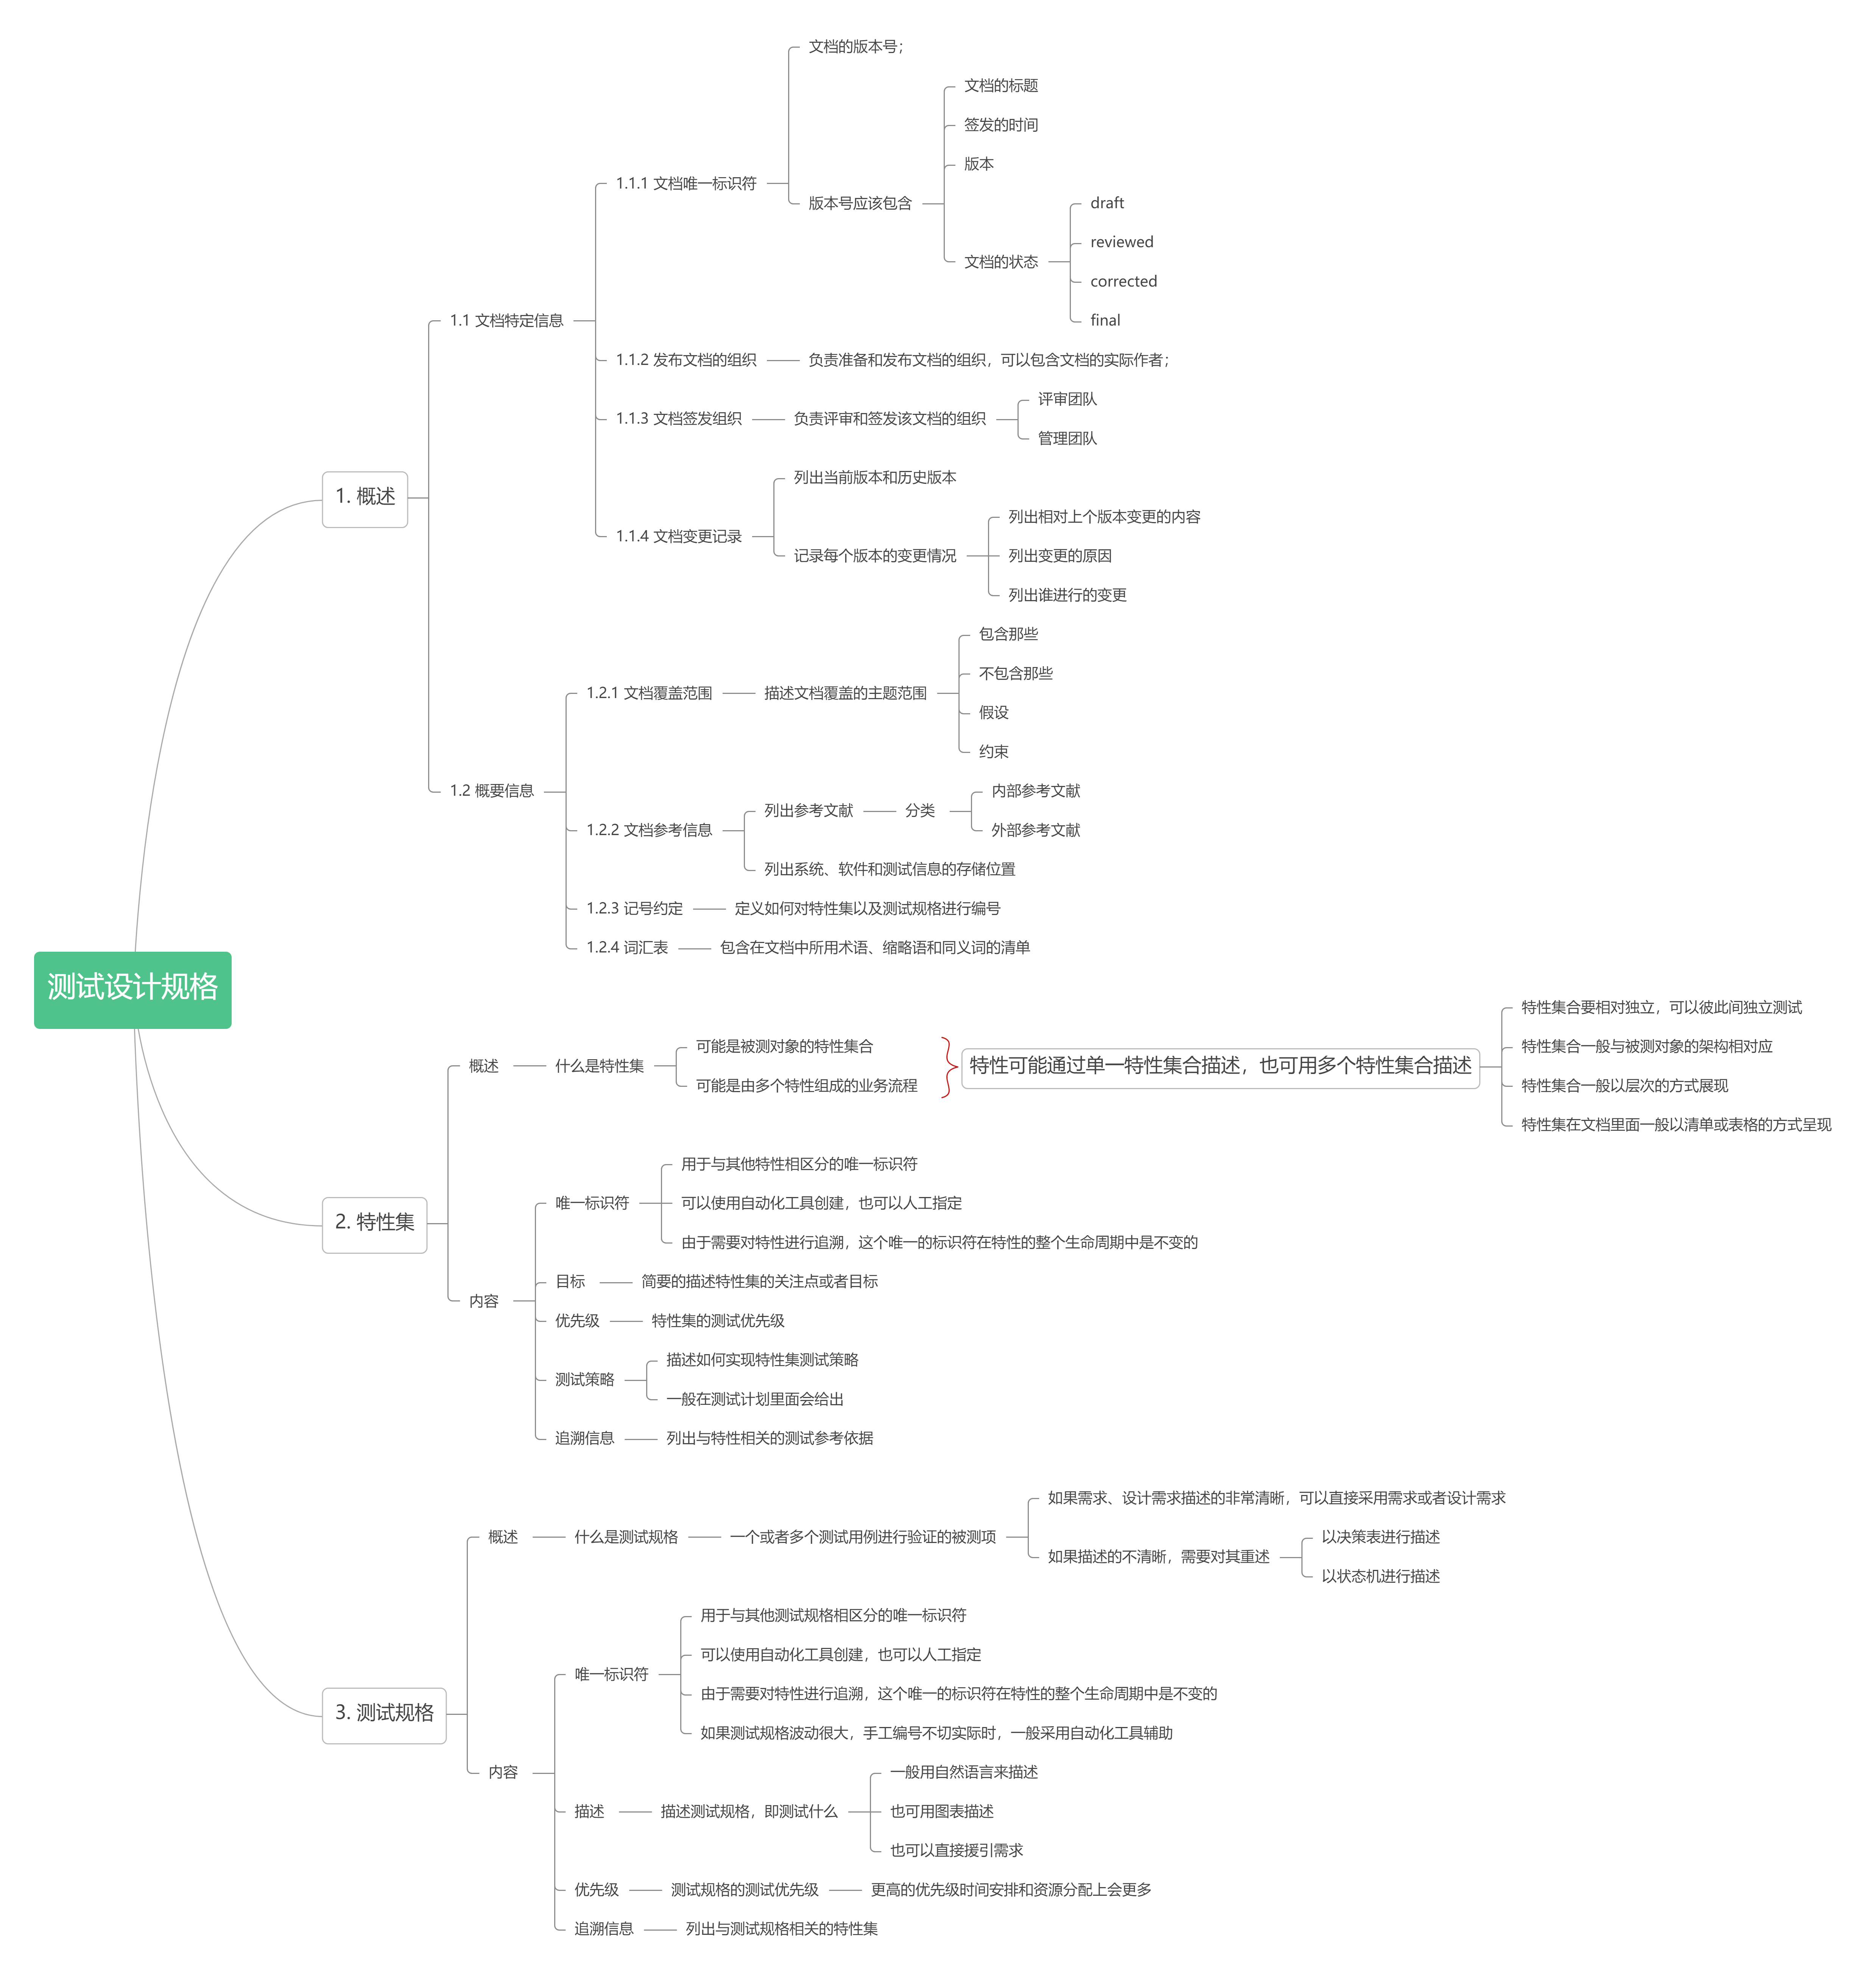 测试设计规格
1. 概述
1.1 文档特定信息
1.1.1 文档唯一标识符
文档的版本号；
版本号应该包含
文档的标题
签发的时间
版本
文档的状态
draft
reviewed
corrected
final
1.1.2 发布文档的组织
负责准备和发布文档的组织，可以包含文档的实际作者；
1.1.3 文档签发组织
负责评审和签发该文档的组织
评审团队
管理团队
1.1.4 文档变更记录
列出当前版本和历史版本
记录每个版本的变更情况
列出相对上个版本变更的内容
列出变更的原因
列出谁进行的变更
1.2 概要信息
1.2.1 文档覆盖范围
描述文档覆盖的主题范围
包含那些
不包含那些
假设
约束
1.2.2 文档参考信息
列出参考文献
分类
内部参考文献
外部参考文献
列出系统、软件和测试信息的存储位置
1.2.3 记号约定
定义如何对特性集以及测试规格进行编号
1.2.4 词汇表
包含在文档中所用术语、缩略语和同义词的清单
2. 特性集
概述
什么是特性集
可能是被测对象的特性集合
可能是由多个特性组成的业务流程
特性可能通过单一特性集合描述，也可用多个特性集合描述
特性集合要相对独立，可以彼此间独立测试
特性集合一般与被测对象的架构相对应
特性集合一般以层次的方式展现
特性集在文档里面一般以清单或表格的方式呈现
内容
唯一标识符
用于与其他特性相区分的唯一标识符
可以使用自动化工具创建，也可以人工指定
由于需要对特性进行追溯，这个唯一的标识符在特性的整个生命周期中是不变的
目标
简要的描述特性集的关注点或者目标
优先级
特性集的测试优先级
测试策略
描述如何实现特性集测试策略
一般在测试计划里面会给出
追溯信息
列出与特性相关的测试参考依据
3. 测试规格
概述
什么是测试规格
一个或者多个测试用例进行验证的被测项
如果需求、设计需求描述的非常清晰，可以直接采用需求或者设计需求
如果描述的不清晰，需要对其重述
以决策表进行描述
以状态机进行描述
内容
唯一标识符
用于与其他测试规格相区分的唯一标识符
可以使用自动化工具创建，也可以人工指定
由于需要对特性进行追溯，这个唯一的标识符在特性的整个生命周期中是不变的
如果测试规格波动很大，手工编号不切实际时，一般采用自动化工具辅助
描述
描述测试规格，即测试什么
一般用自然语言来描述
也可用图表描述
也可以直接援引需求
优先级
测试规格的测试优先级
更高的优先级时间安排和资源分配上会更多
追溯信息
列出与测试规格相关的特性集